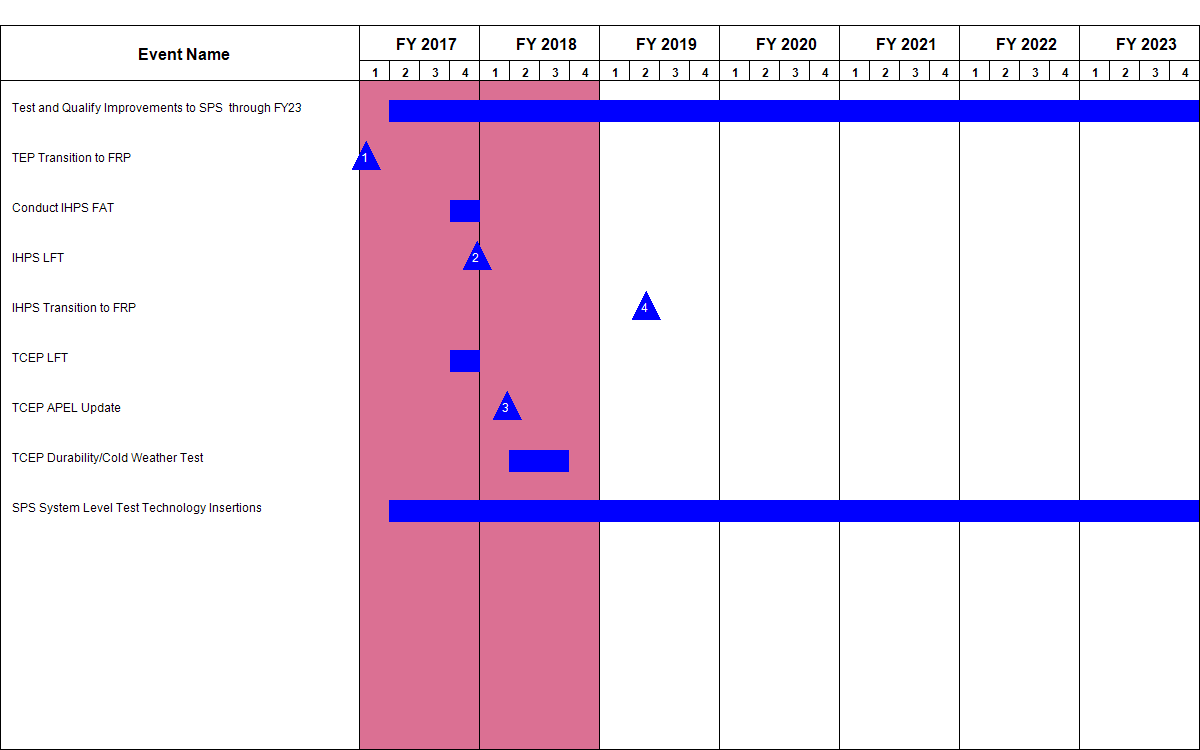 Event Name FY 2017 FY 2018 FY 2019 FY 2020 FY 2021 FY 2022 FY 2023
1 2 3 4 1 2 3 4 1 2 3 4 1 2 3 4 1 2 3 4 1 2 3 4 1 2 3 4
Test and Qualify Improvements to SPS  through FY23
TEP Transition to FRP 1
Conduct IHPS FAT
IHPS LFT 2
IHPS Transition to FRP 4
TCEP LFT
TCEP APEL Update 3
TCEP Durability/Cold Weather Test
SPS System Level Test Technology Insertions